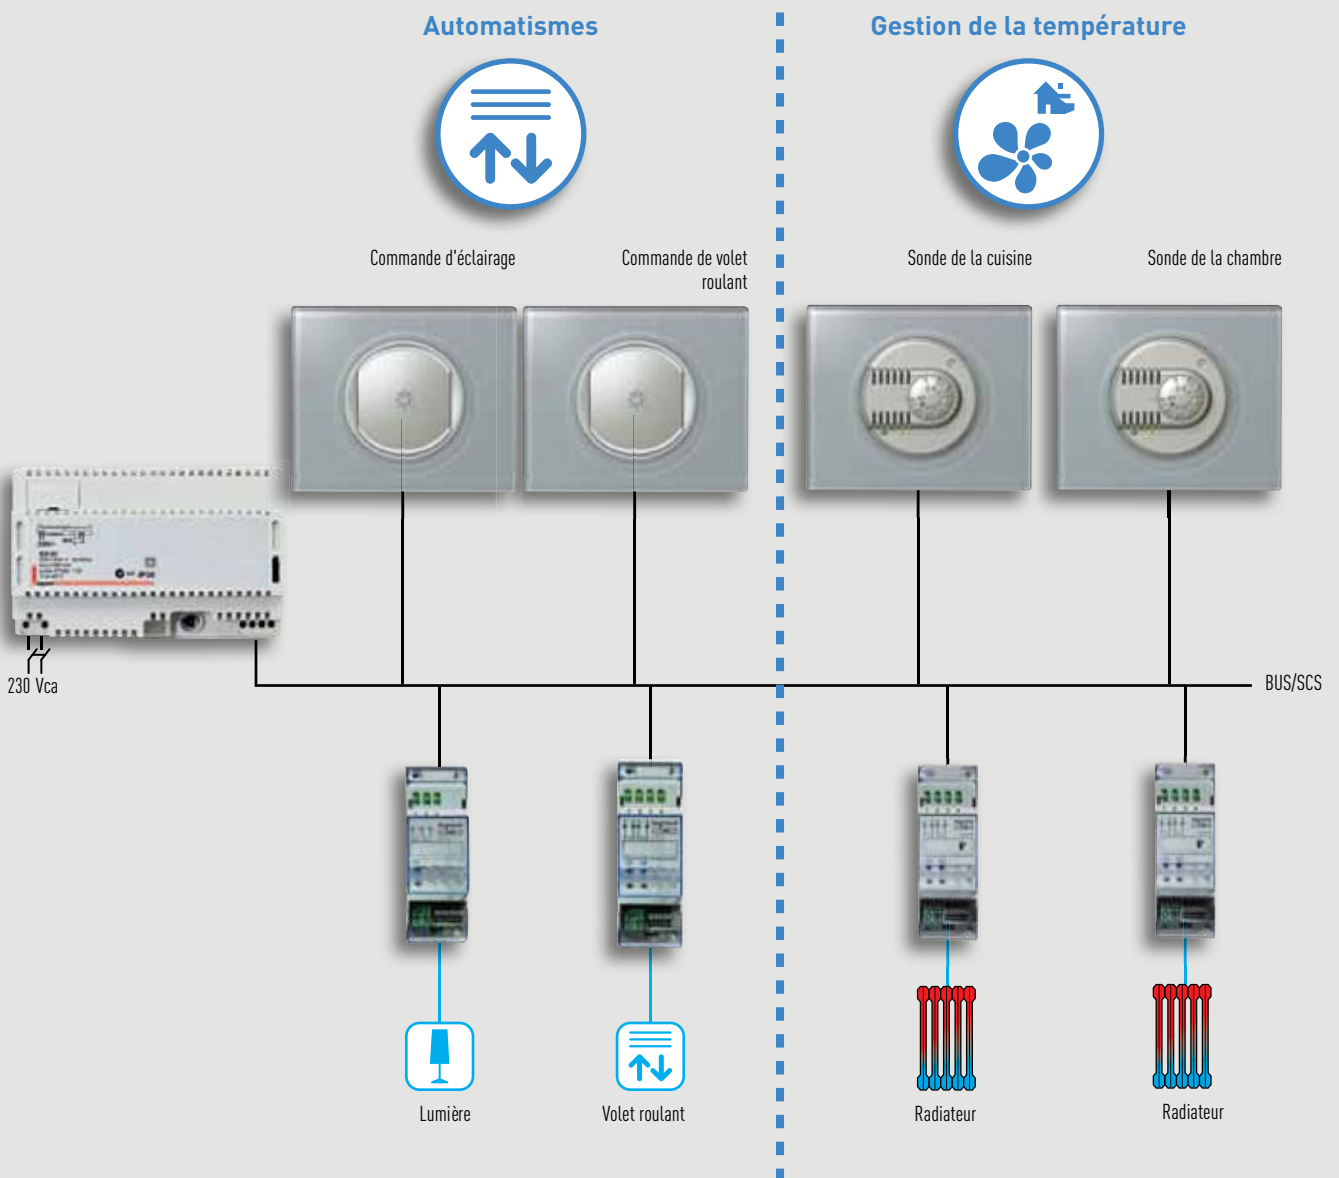 Automatismes
Gestion de la température
Commande d'éclairage
Commande de volet
roulant
Sonde de la cuisine
Sonde de la chambre
230 Vca
BUS/SCS
Lumière
Volet roulant
Radiateur
Radiateur